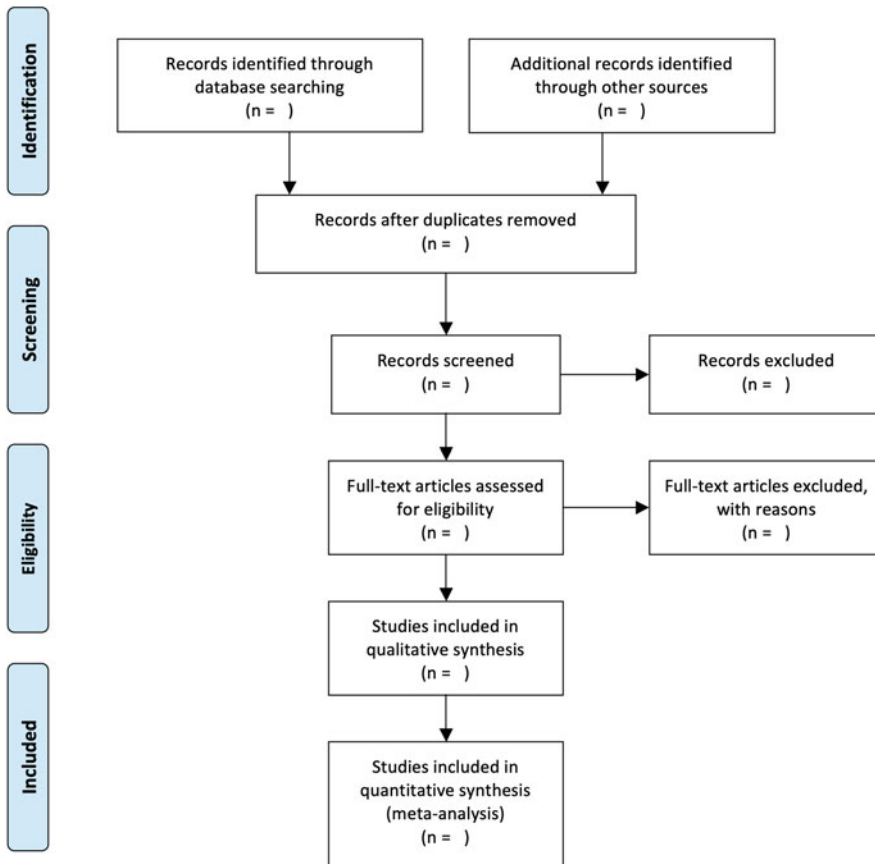 Identification
Records identified through
database searching
(n =   )
Additional records identified
through other sources
(n =   )
Records after duplicates removed
(n =   )
Screening
Records screened
(n =   )
Records excluded
(n =   )
Eligibility
Full-text articles assessed
for eligibility
(n =   )
Full-text articles excluded,
with reasons
(n =   )
Studies included in
qualitative synthesis
(n =   )
Included
Studies included in
quantitative synthesis
(meta-analysis)
(n =   )